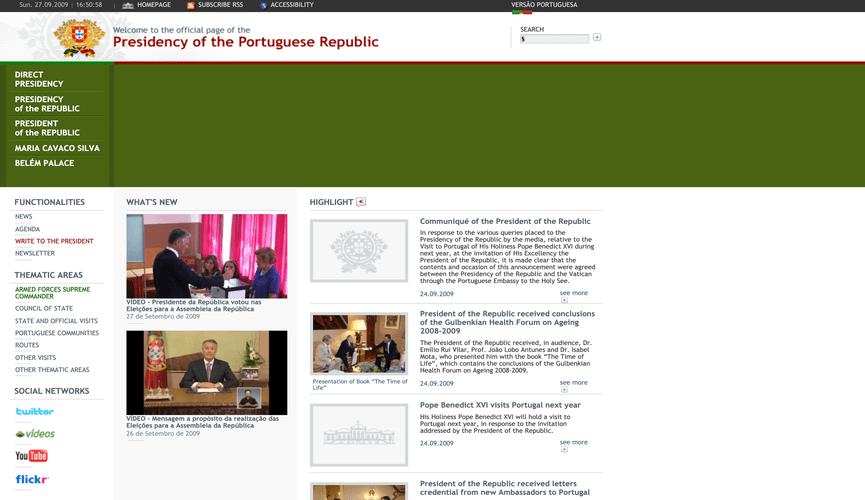 Sun. 27.09.2009 | 16:50:58
HOMEPAGE
SUBSCRIBE RSS
ACCESSIBILITY
VERSÃO PORTUGUESA
Welcome to the official page of the
Presidency of the Portuguese Republic
SEARCH
DIRECT
PRESIDENCY
PRESIDENCY
of the REPUBLIC
PRESIDENT
of the REPUBLIC
MARIA CAVACO SILVA
BELÉM PALACE
FUNCTIONALITIES
NEWS
AGENDA
WRITE TO THE PRESIDENT
NEWSLETTER
THEMATIC AREAS
ARMED FORCES SUPREME
COMMANDER
COUNCIL OF STATE
STATE AND OFFICIAL VISITS
PORTUGUESE COMMUNITIES
ROUTES
OTHER VISITS
OTHER THEMATIC AREAS
SOCIAL NETWORKS
twitter
videos
YouTube
flickr
WHAT'S NEW
VIDEO - Presidente da República votou nas
Eleições para a Assembleia da República
27 de Setembro de 2009
VIDEO - Mensagem a propósito da realização das
Eleições para a Assembleia da República
26 de Setembro de 2009
HIGHLIGHT
Communiqué of the President of the Republic
In response to the various queries placed to the
Presidency of the Republic by the media, relative to the
Visit to Portugal of His Holiness Pope Benedict XVI during
next year, at the invitation of His Excellency the
President of the Republic, it is made clear that the
contents and occasion of this announcement were agreed
between the Presidency of the Republic and the Vatican
through the Portuguese Embassy to the Holy See.
24.09.2009
see more
President of the Republic received conclusions
of the Gulbenkian Health Forum on Ageing
2008-2009
The President of the Republic received, in audience, Dr.
Emílio Rui Vilar, Prof. João Lobo Antunes and Dr. Isabel
Mota, who presented him with the book "The Time of
Life", which contains the conclusions of the Gulbenkian
Health Forum on Ageing 2008-2009.
Presentation of Book "The Time of
Life"
24.09.2009
see more
Pope Benedict XVI visits Portugal next year
His Holiness Pope Benedict XVI will hold a visit to
Portugal next year, in response to the invitation
addressed by the President of the Republic.
24.09.2009
see more
President of the Republic received letters
credential from new Ambassadors to Portugal